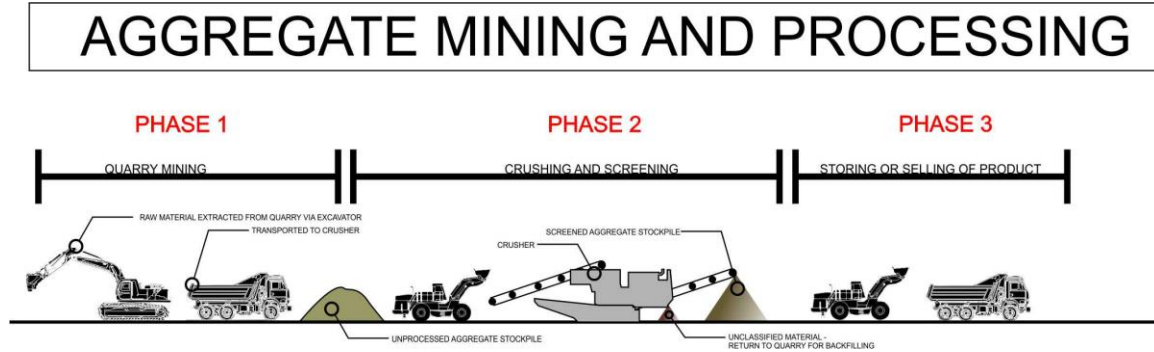 AGGREGATE MINING AND PROCESSING
PHASE 1
PHASE 2
PHASE 3
QUARRY MINING
CRUSHING AND SCREENING
STORING OR SELLING OF PRODUCT
RAW MATERIAL EXTRACTED FROM QUARRY VIA EXCAVATOR
TRANSPORTED TO CRUSHER
SCREENED AGGREGATE STOCKPILE
CRUSHER
UNPROCESSED AGGREGATE STOCKPILE
UNCLASSIFIED MATERIAL -
RETURN TO QUARRY FOR BACKFILLING